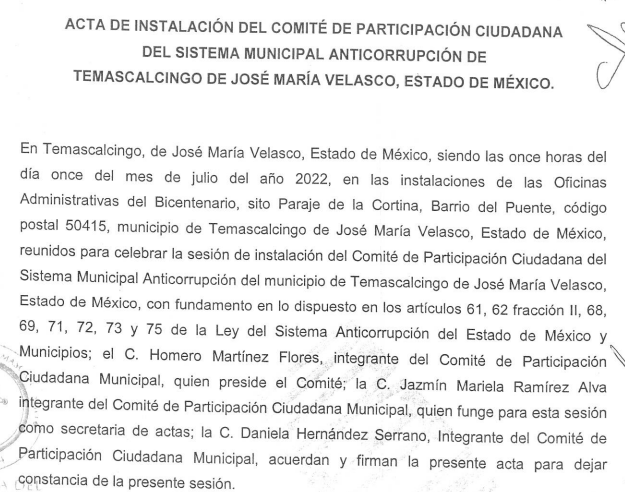 ACTA DE INSTALACIÓN DEL COMITÉ DE PARTICIPACIÓN CIUDADANA
DEL SISTEMA MUNICIPAL ANTICORRUPCIÓN DE
TEMASCALCINGO DE JOSÉ MARÍA VELASCO, ESTADO DE MÉXICO.
En Temascalcingo, de José María Velasco, Estado de México, siendo las once horas del
día once del mes de julio del año 2022, en las instalaciones de las Oficinas
Administrativas del Bicentenario, sito Paraje de la Cortina, Barrio del Puente, código
postal 50415, municipio de Temascalcingo de José María Velasco, Estado de México,
reunidos para celebrar la sesión de instalación del Comité de Participación Ciudadana del
Sistema Municipal Anticorrupción del municipio de Temascalcingo de José María Velasco,
Estado de México, con fundamento en lo dispuesto en los artículos 61, 62 fracción II, 68,
69, 71, 72, 73 y 75 de la Ley del Sistema Anticorrupción del Estado de México y
Municipios; el C. Homero Martínez Flores, integrante del Comité de Participación
Ciudadana Municipal, quien preside el Comité; la C. Jazmín Mariela Ramírez Alva
integrante del Comité de Participación Ciudadana Municipal, quien funge para esta sesión
como secretaria de actas; la C. Daniela Hernández Serrano, Integrante del Comité de
Participación Ciudadana Municipal, acuerdan y firman la presente acta para dejar
constancia de la presente sesión.